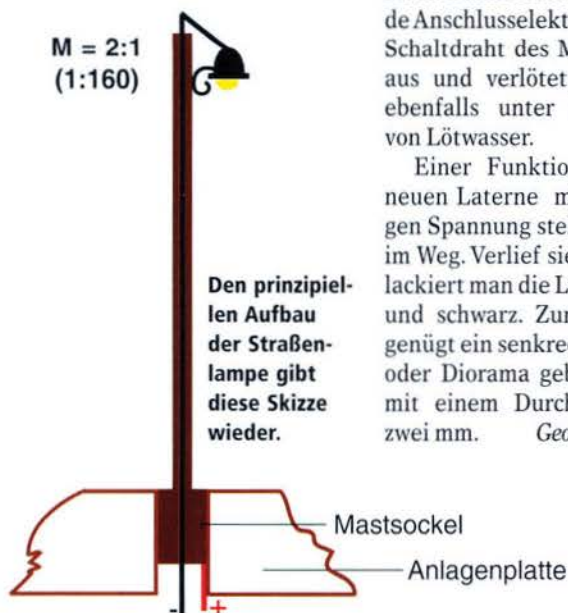 M = 2:1
(1:160)
Den prinzipiel-
len Aufbau
der Straßen-
lampe gibt
diese Skizze
wieder.
de Anschlusselekt
Schaltdraht des M
aus und verlötet
ebenfalls unter
von Lötwasser.
Einer Funktio
neuen Laterne m
gen Spannung ste
im Weg. Verlief sie
lackiert man die L
und schwarz. Zur
genügt ein senkrec
oder Diorama geb
mit einem Durch
zwei mm. Geo
Mastsockel
Anlagenplatte
- +